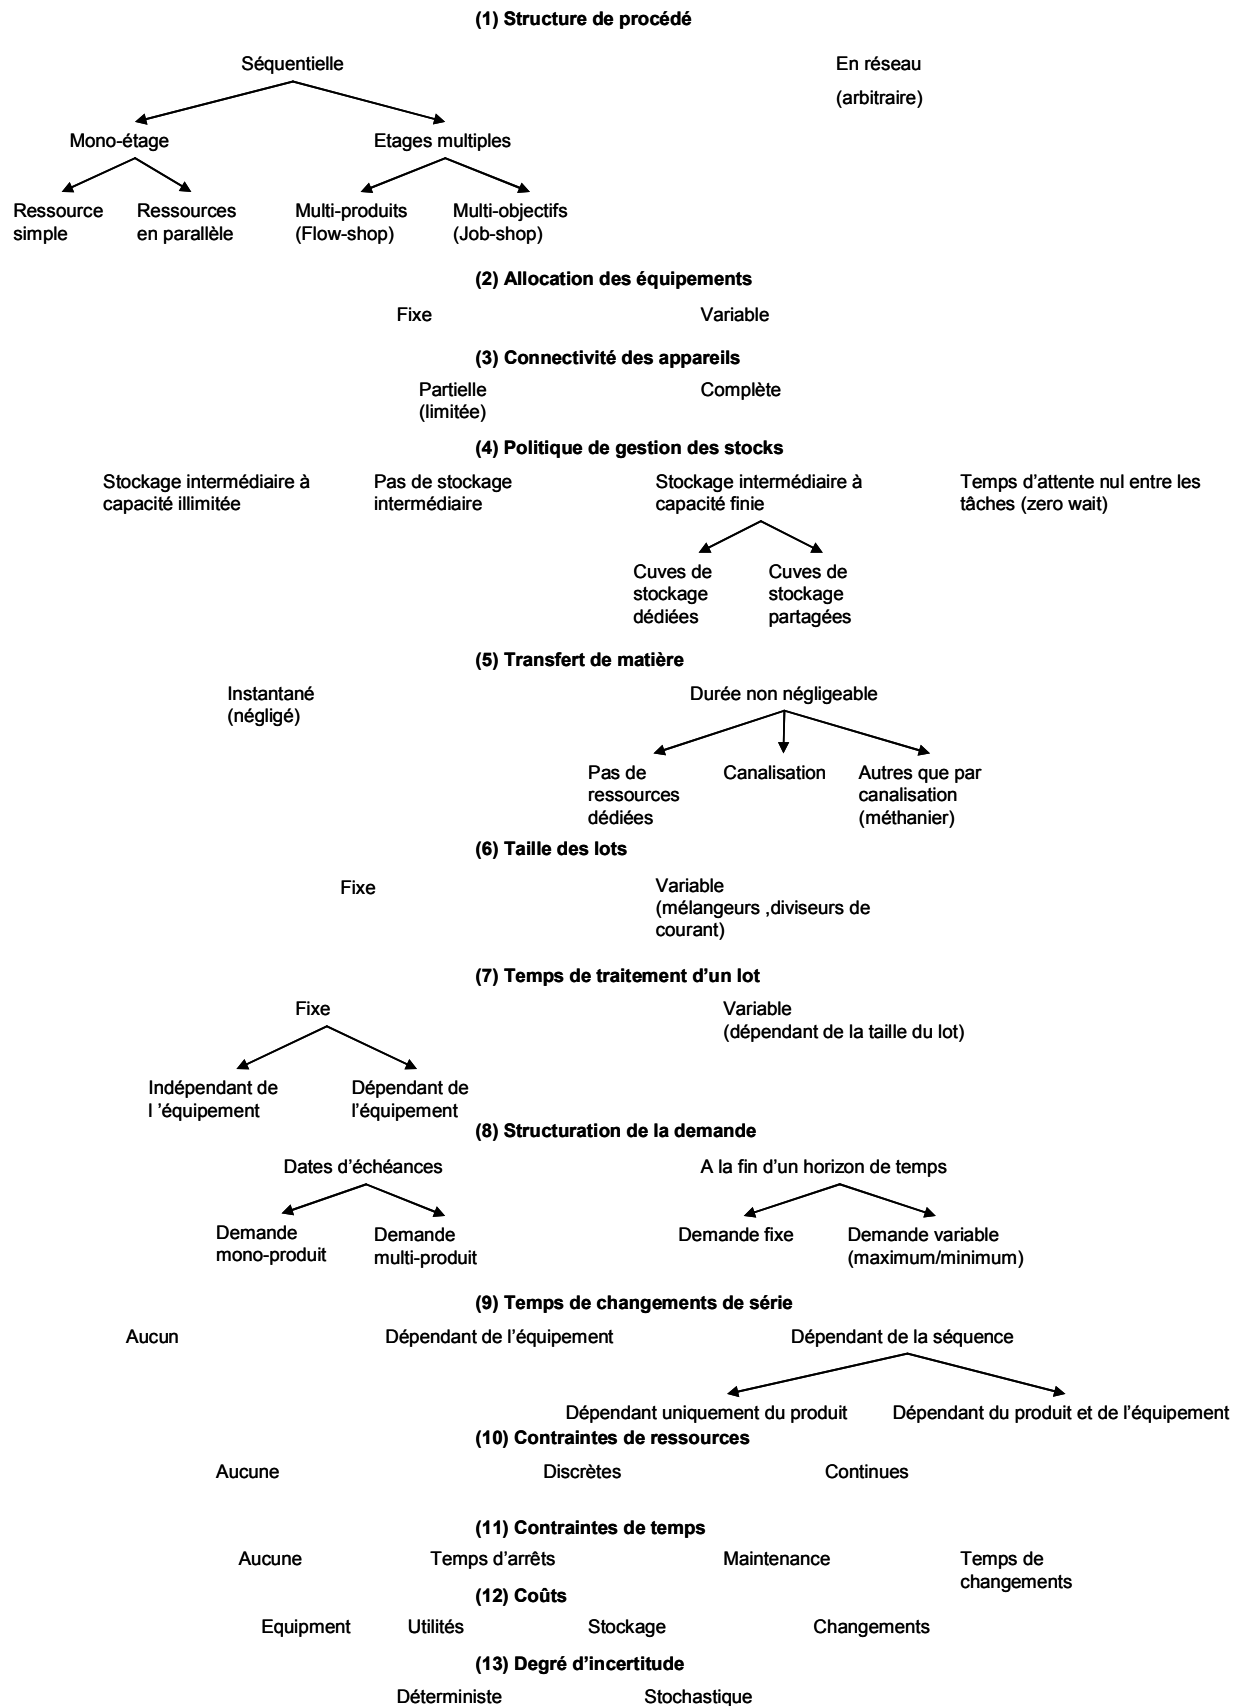 (1) Structure de procédé
Séquentielle
En réseau
(arbitraire)
Mono-étage
Etages multiples
Ressource
simple
Ressources
en parallèle
Multi-produits
(Flow-shop)
Multi-objectifs
(Job-shop)
(2) Allocation des équipements
Fixe
Variable
(3) Connectivité des appareils
Partielle
(limitée)
Complète
(4) Politique de gestion des stocks
Stockage intermédiaire à
capacité illimitée
Pas de stockage
intermédiaire
Stockage intermédiaire à
capacité finie
Temps d'attente nul entre les
tâches (zero wait)
Cuves de
stockage
dédiées
Cuves de
stockage
partagées
(5) Transfert de matière
Instantané
(négligé)
Durée non négligeable
Pas de
ressources
dédiées
Canalisation
Autres que par
canalisation
(méthanier)
(6) Taille des lots
Fixe
Variable
(mélangeurs ,diviseurs de
courant)
(7) Temps de traitement d'un lot
Fixe
Variable
(dépendant de la taille du lot)
Indépendant de
l 'équipement
Dépendant de
l'équipement
(8) Structuration de la demande
Dates d'échéances
A la fin d'un horizon de temps
Demande
mono-produit
Demande
multi-produit
Demande fixe
Demande variable
(maximum/minimum)
(9) Temps de changements de série
Aucun
Dépendant de l'équipement
Dépendant de la séquence
Dépendant uniquement du produit
Dépendant du produit et de l'équipement
(10) Contraintes de ressources
Aucune
Discrètes
Continues
(11) Contraintes de temps
Aucune
Temps d'arrêts
Maintenance
Temps de
changements
(12) Coûts
Equipment
Utilités
Stockage
Changements
(13) Degré d'incertitude
Déterministe
Stochastique